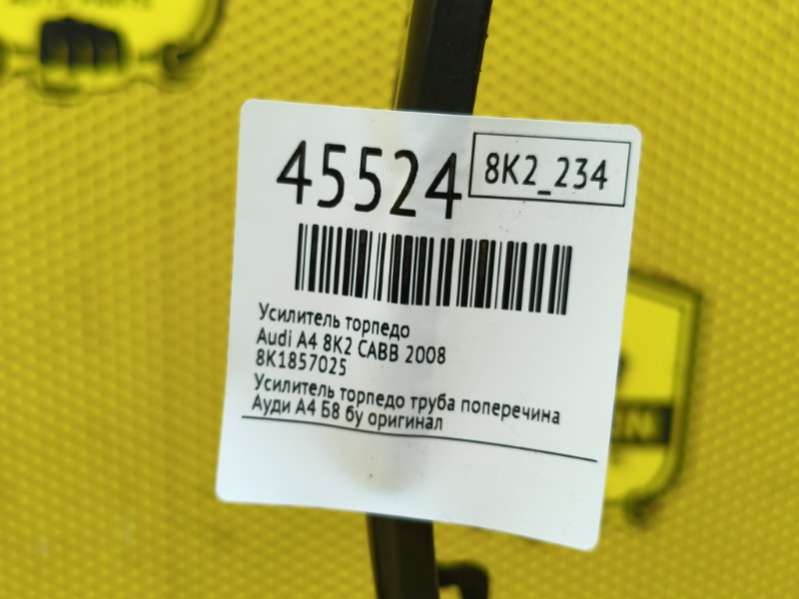 45524
8K2_234
Усилитель торпедо
Audi A4 8K2 CABB 2008
8K1857025
Усилитель торпедо труба поперечина
Ауди А4 Б8 бу оригинал